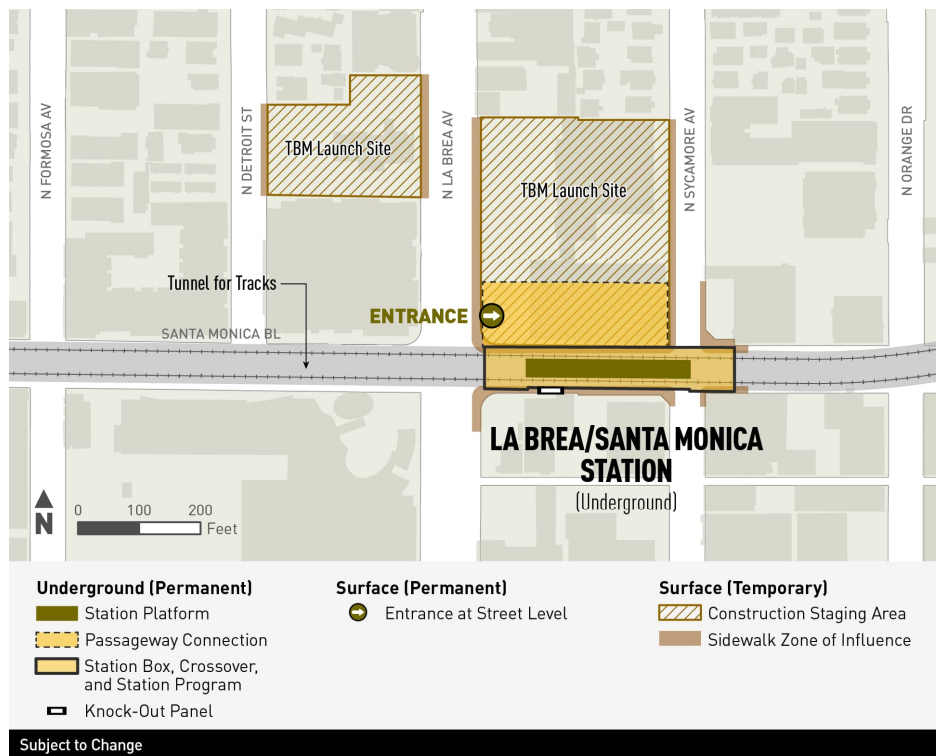 N FORMOSA AV
N DETROIT ST
TBM Launch Site
N LA BREA AV
TBM Launch Site
N SYCAMORE AV
N ORANGE DR
Tunnel for Tracks
ENTRANCE
SANTA MONICA BL
LA BREA/SANTA MONICA
STATION
(Underground)
N
0 100 200
Feet
Underground (Permanent)
Station Platform
Passageway Connection
Station Box, Crossover,
and Station Program
Knock-Out Panel
Surface (Permanent)
Entrance at Street Level
Surface (Temporary)
Construction Staging Area
Sidewalk Zone of Influence
Subject to Change